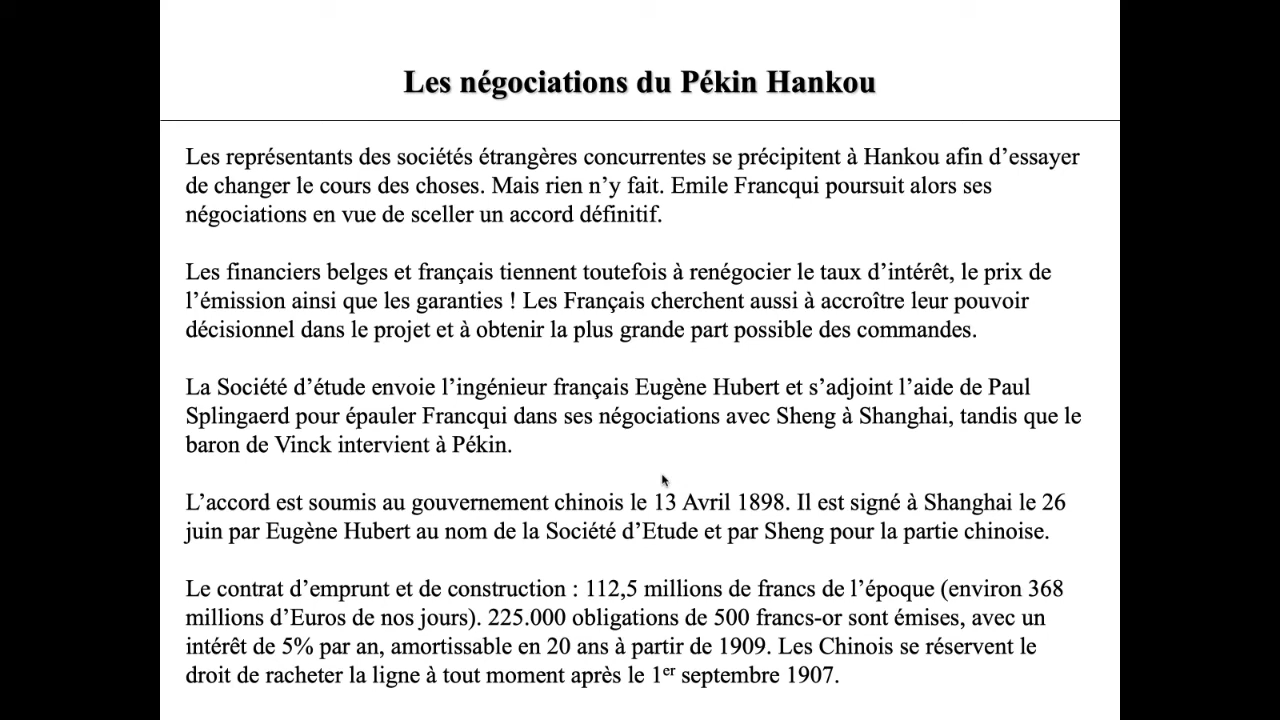 Les négociations du Pékin Hankou
Les représentants des sociétés étrangères concurrentes se précipitent à Hankou afin d’essayer
de changer le cours des choses. Mais rien n’y fait. Emile Francqui poursuit alors ses
négociations en vue de sceller un accord définitif.
Les financiers belges et français tiennent toutefois à renégocier le taux d’intérêt, le prix de
l’émission ainsi que les garanties ! Les Français cherchent aussi à accroître leur pouvoir
décisionnel dans le projet et à obtenir la plus grande part possible des commandes.
La Société d’étude envoie l’ingénieur français Eugène Hubert et s’adjoint l’aide de Paul
Splingaerd pour épauler Francqui dans ses négociations avec Sheng à Shanghai, tandis que le
baron de Vinck intervient à Pékin.
L’accord est soumis au gouvernement chinois le 13 Avril 1898. Il est signé à Shanghai le 26
juin par Eugène Hubert au nom de la Société d’Etude et par Sheng pour la partie chinoise.
Le contrat d’emprunt et de construction : 112,5 millions de francs de l’époque (environ 368
millions d’Euros de nos jours). 225.000 obligations de 500 francs-or sont émises, avec un
intérêt de 5% par an, amortissable en 20 ans à partir de 1909. Les Chinois se réservent le
droit de racheter la ligne à tout moment après le 1er septembre 1907.